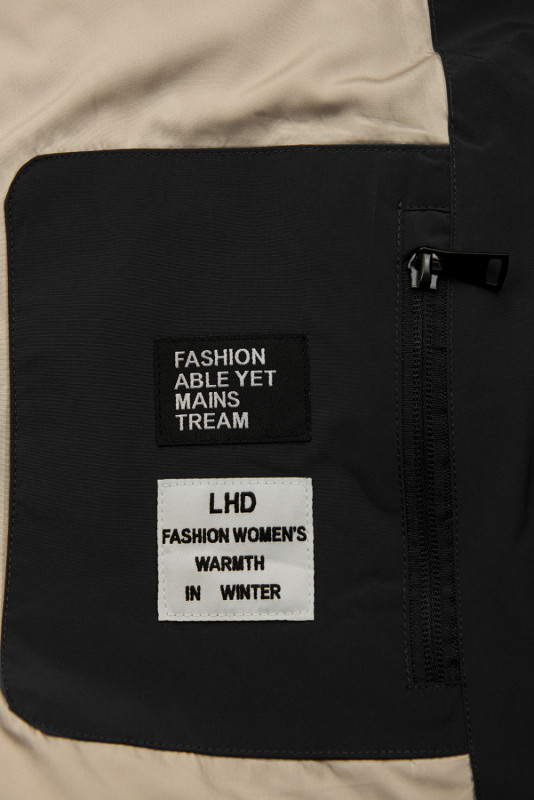 FASHION
ABLE YET
MAINS
TREAM
LHD
FASHION WOMEN'S
WARMTH
IN WINTER